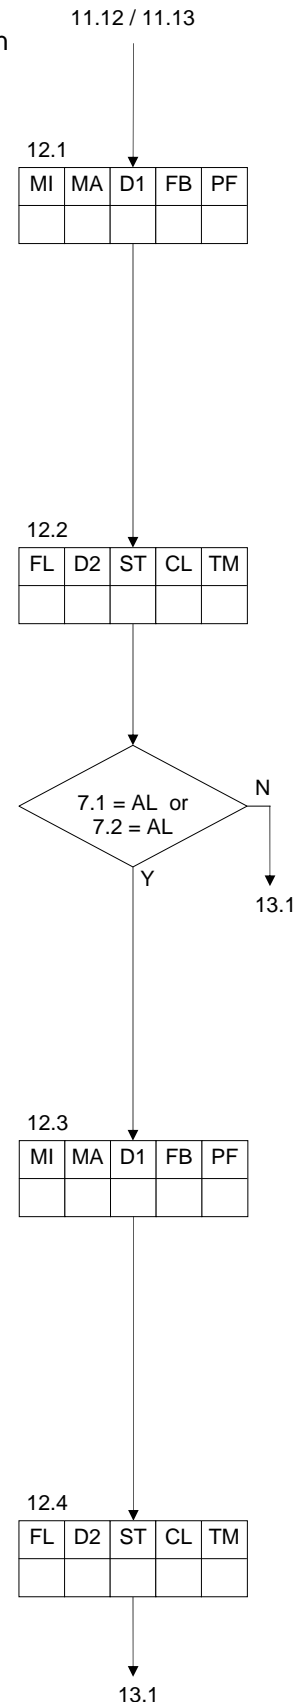 11.12 / 11.13
n
12.1
MI MA D1 FB PF
12.2
FL D2 ST CL TM
7.1 = AL or
7.2 = AL
N
Y
13.1
12.3
MI MA D1 FB PF
12.4
FL D2 ST CL TM
13.1